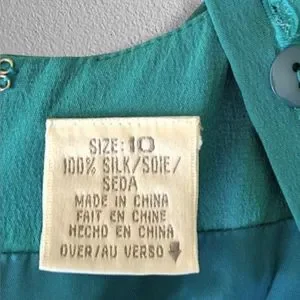 SIZE: 10
100% SILK/SOIE/
SEDA
MADE IN CHINA
FAIT EN CHINE
HECHO EN CHINA
OVER/AU VERSO